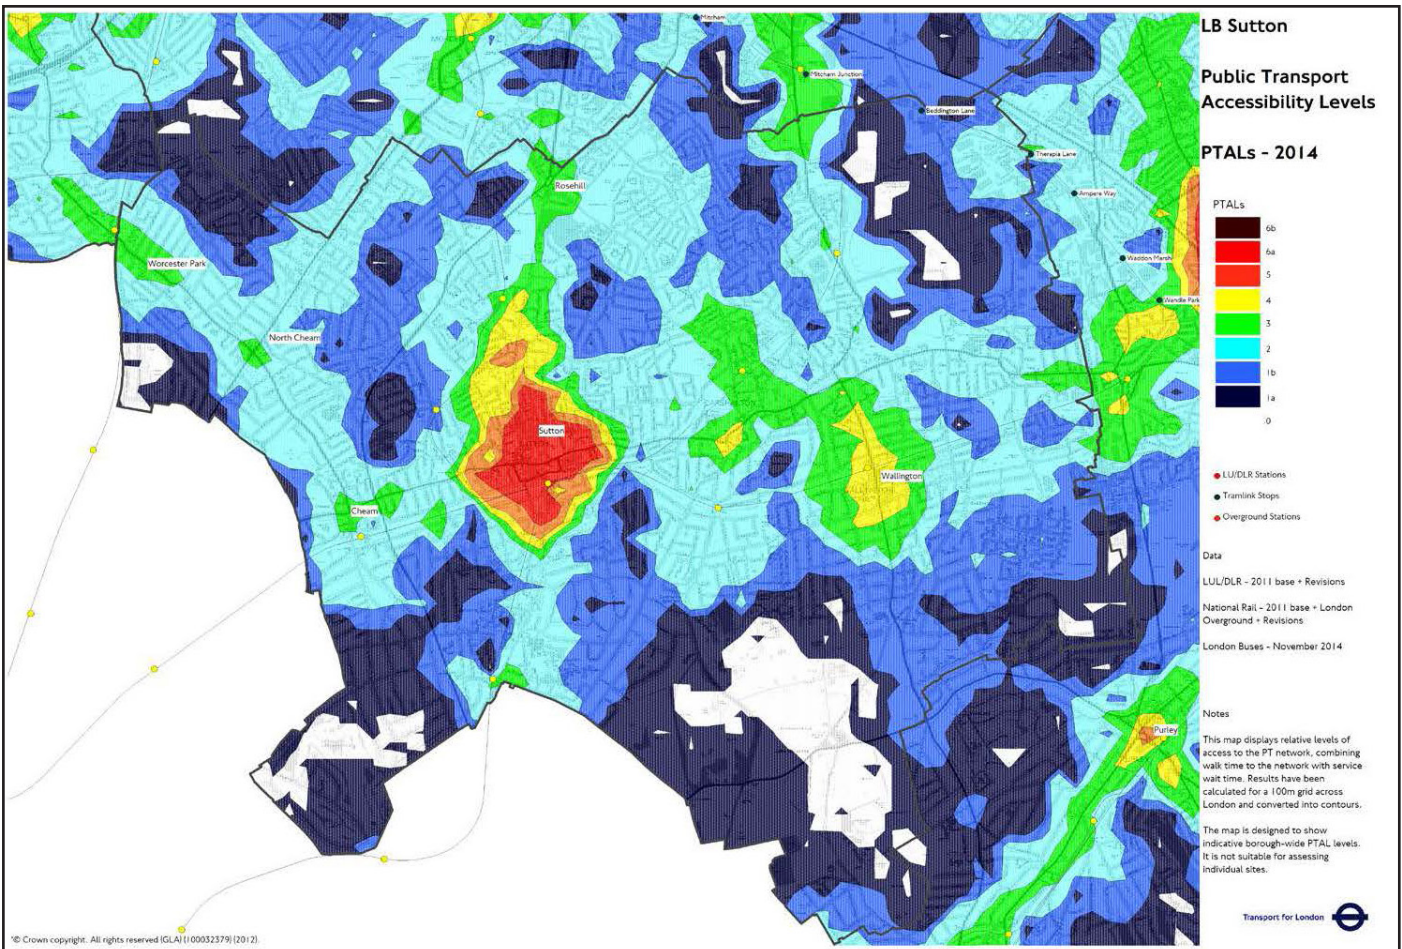 LB Sutton
Public Transport
Accessibility Levels
PTALs - 2014
PTALs
6b
6a
5
4
3
2
1b
1a
0
LU/DLR Stations
Tramlink Stops
Overground Stations
Data
LUL/DLR - 2011 base + Revisions
National Rail - 2011 base + London
Overground + Revisions
London Buses - November 2014
Notes
This map displays relative levels of
access to the PT network, combining
walk time to the network with service
wait time. Results have been
calculated for a 100m grid across
London and converted into contours.
The map is designed to show
indicative borough-wide PTAL levels.
It is not suitable for assessing
individual sites.
Transport for London
Mitcham
Mitcham Junction
Beddington Lane
Therapia Lane
Rosehill
Ampere Way
Worcester Park
Waddon Marsh
Wandle Park
North Cheam
Sutton
Wallington
Cheam
Purley
© Crown copyright. All rights reserved (GLA) (100032379) (2012).